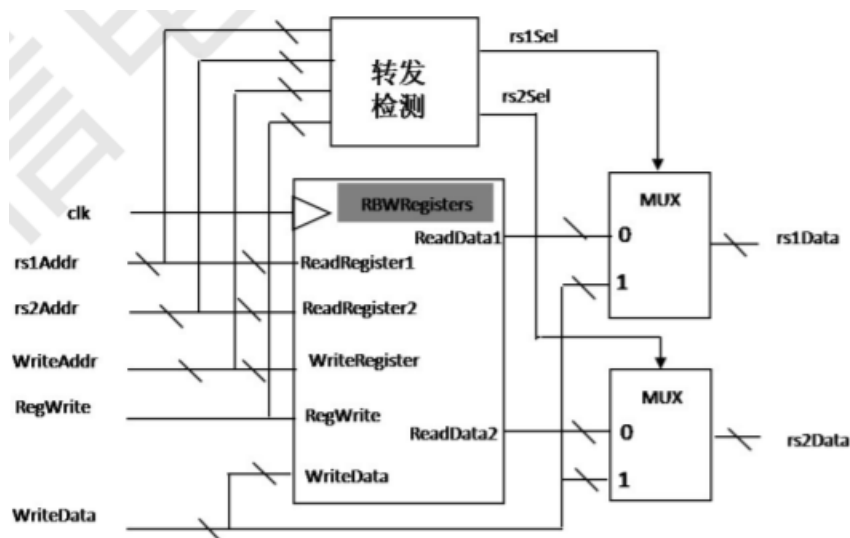 转发
检测
rs1Sel
rs2Sel
clk
rs1Addr
rs2Addr
WriteAddr
RegWrite
WriteData
RBWRegisters
ReadData1
ReadRegister1
ReadRegister2
WriteRegister
RegWrite
ReadData2
WriteData
MUX
0
1
rs1Data
MUX
0
1
rs2Data